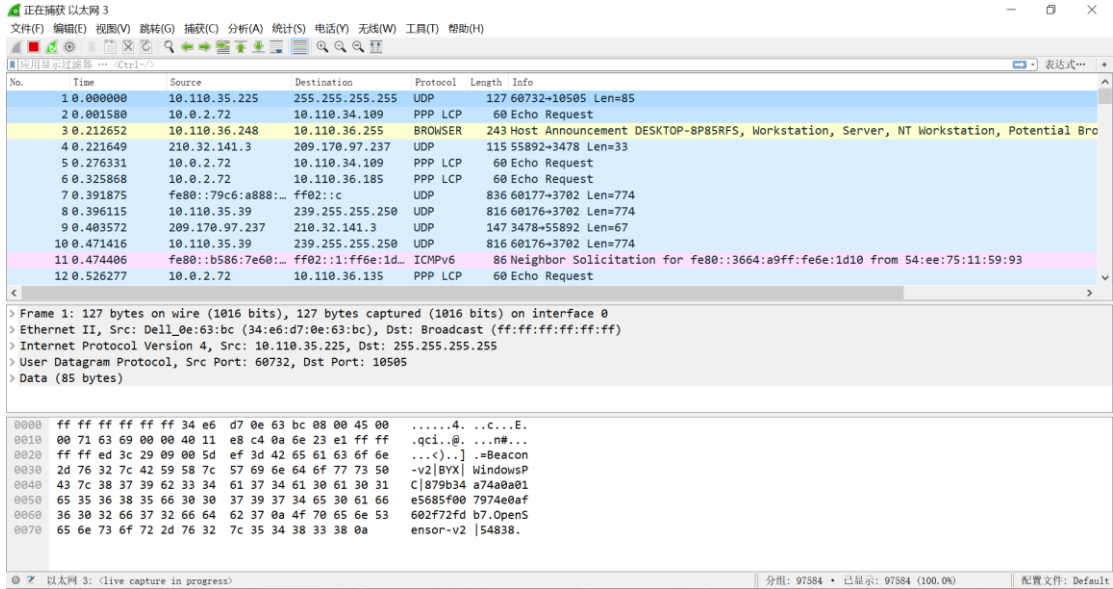 正在捕获 以太网 3
文件(F) 编辑(E) 视图(V) 跳转(G) 捕获(C) 分析(A) 统计(S) 电话(Y) 无线(W) 工具(T) 帮助(H)
应用显示过滤器 … <Ctrl-/> 表达式… +
No. Time Source Destination Protocol Length Info
1 0.000000 10.110.35.225 255.255.255.255 UDP 127 60732→10505 Len=85
2 0.001580 10.0.2.72 10.110.34.109 PPP LCP 60 Echo Request
3 0.212652 10.110.36.248 10.110.36.255 BROWSER 243 Host Announcement DESKTOP-8P85RFS, Workstation, Server, NT Workstation, Potential Bro
4 0.221649 210.32.141.3 209.170.97.237 UDP 115 55892→3478 Len=33
5 0.276331 10.0.2.72 10.110.34.109 PPP LCP 60 Echo Request
6 0.325868 10.0.2.72 10.110.36.185 PPP LCP 60 Echo Request
7 0.391875 fe80::79c6:a888:… ff02::c UDP 836 60177→3702 Len=774
8 0.396115 10.110.35.39 239.255.255.250 UDP 816 60176→3702 Len=774
9 0.403572 209.170.97.237 210.32.141.3 UDP 147 3478→55892 Len=67
10 0.471416 10.110.35.39 239.255.255.250 UDP 816 60176→3702 Len=774
11 0.474406 fe80::b586:7e60:… ff02::1:ff6e:1d… ICMPv6 86 Neighbor Solicitation for fe80::3664:a9ff:fe6e:1d10 from 54:ee:75:11:59:93
12 0.526277 10.0.2.72 10.110.36.135 PPP LCP 60 Echo Request
Frame 1: 127 bytes on wire (1016 bits), 127 bytes captured (1016 bits) on interface 0
Ethernet II, Src: Dell_0e:63:bc (34:e6:d7:0e:63:bc), Dst: Broadcast (ff:ff:ff:ff:ff:ff)
Internet Protocol Version 4, Src: 10.110.35.225, Dst: 255.255.255.255
User Datagram Protocol, Src Port: 60732, Dst Port: 10505
Data (85 bytes)
0000 ff ff ff ff ff ff 34 e6 d7 0e 63 bc 08 00 45 00 ......4. ..c...E.
0010 00 71 63 69 00 00 40 11 e8 c4 0a 6e 23 e1 ff ff .qci..@. ...n#...
0020 ff ff ed 3c 29 09 00 5d ef 3d 42 65 61 63 6f 6e ...<)..] .=Beacon
0030 2d 76 32 7c 42 59 58 7c 57 69 6e 64 6f 77 73 50 -v2|BYX| WindowsP
0040 43 7c 38 37 39 62 33 34 61 37 34 61 30 61 30 31 C|879b34 a74a0a01
0050 65 35 36 38 35 66 30 30 37 39 37 34 65 30 61 66 e5685f00 7974e0af
0060 36 30 32 66 37 32 66 64 62 37 0a 4f 70 65 6e 53 602f72fd b7.OpenS
0070 65 6e 73 6f 72 2d 76 32 7c 35 34 38 33 38 0a ensor-v2 |54838.
以太网 3: <live capture in progress> 分组: 97584 • 已显示: 97584 (100.0%) 配置文件: Default